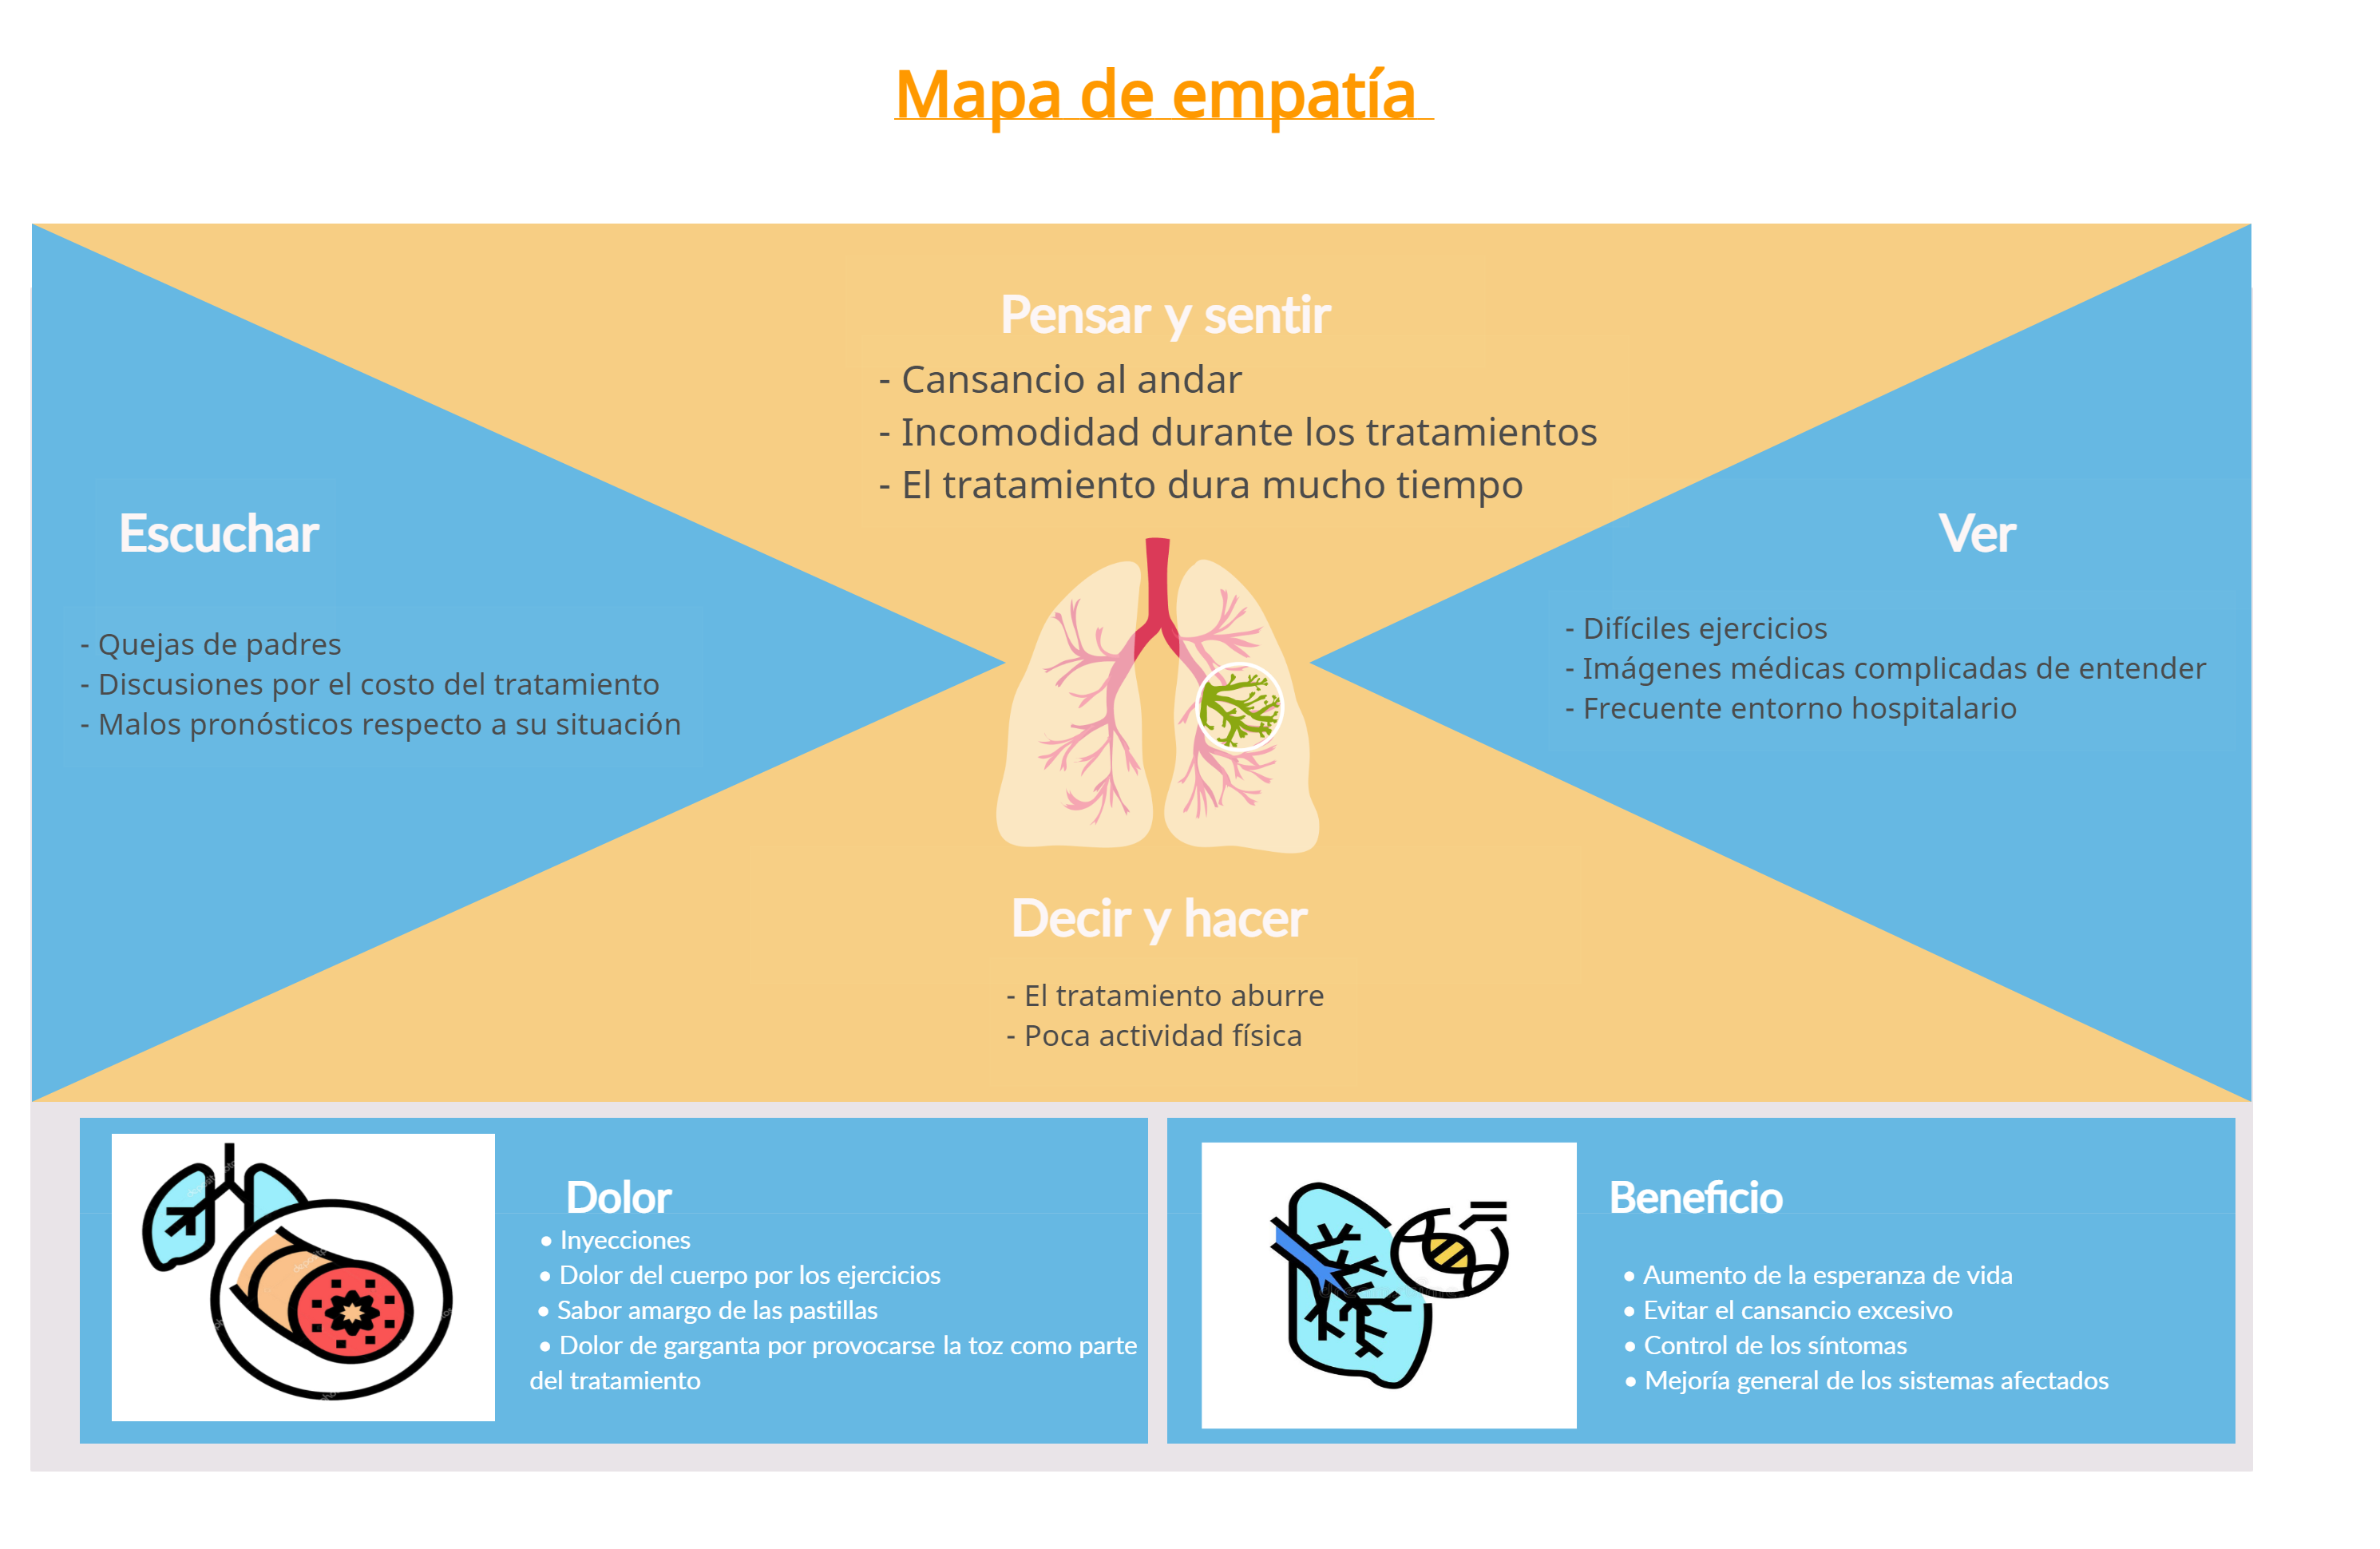 Mapa de empatía
Pensar y sentir
- Cansancio al andar
- Incomodidad durante los tratamientos
- El tratamiento dura mucho tiempo
Escuchar
- Quejas de padres
- Discusiones por el costo del tratamiento
- Malos pronósticos respecto a su situación
Ver
- Difíciles ejercicios
- Imágenes médicas complicadas de entender
- Frecuente entorno hospitalario
Decir y hacer
- El tratamiento aburre
- Poca actividad física
Dolor
• Inyecciones
• Dolor del cuerpo por los ejercicios
• Sabor amargo de las pastillas
• Dolor de garganta por provocarse la toz como parte
del tratamiento
Beneficio
• Aumento de la esperanza de vida
• Evitar el cansancio excesivo
• Control de los síntomas
• Mejoría general de los sistemas afectados